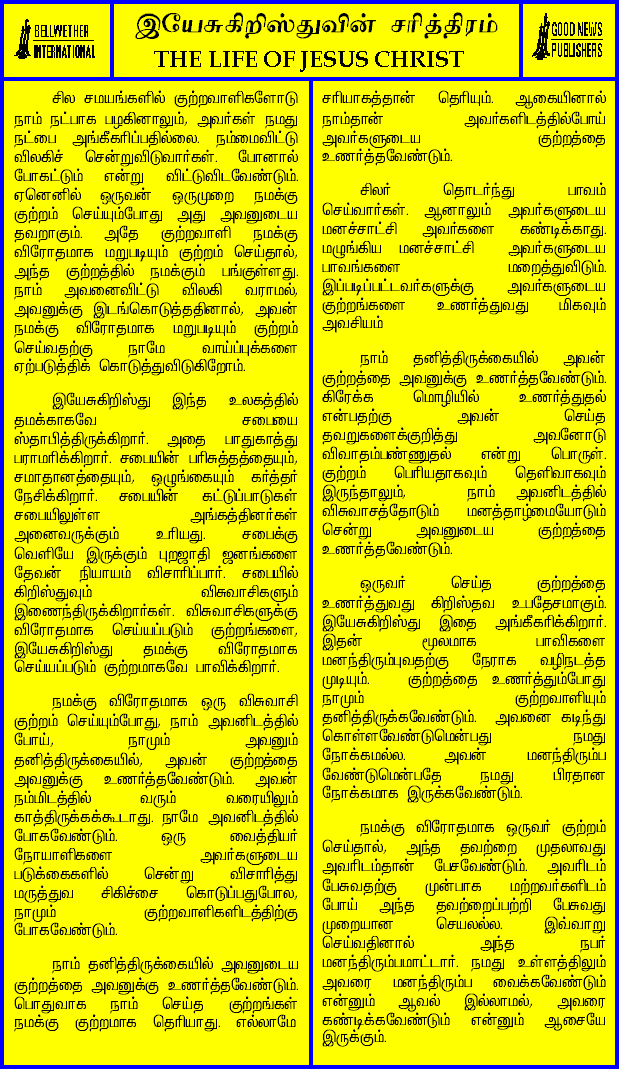 BELLWETHER
INTERNATIONAL
இயேசுகிறிஸ்துவின் சரித்திரம்
THE LIFE OF JESUS CHRIST
GOOD NEWS
PUBLISHERS
சில சமயங்களில் குற்றவாளிகளோடு
நாம் நட்பாக பழகினாலும், அவர்கள் நமது
நட்பை அங்கீகரிப்பதில்லை. நம்மைவிட்டு
விலகிச் சென்றுவிடுவார்கள். போனால்
போகட்டும் என்று விட்டுவிடவேண்டும்.
ஏனெனில் ஒருவன் ஒருமுறை நமக்கு
குற்றம் செய்யும்போது அது அவனுடைய
தவறாகும். அதே குற்றவாளி நமக்கு
விரோதமாக மறுபடியும் குற்றம் செய்தால்,
அந்த குற்றத்தில் நமக்கும் பங்குள்ளது.
நாம் அவனைவிட்டு விலகி வராமல்,
அவனுக்கு இடங்கொடுத்ததினால், அவன்
நமக்கு விரோதமாக மறுபடியும் குற்றம்
செய்வதற்கு நாமே வாய்ப்புக்களை
ஏற்படுத்திக் கொடுத்துவிடுகிறோம்.
இயேசுகிறிஸ்து இந்த உலகத்தில்
தமக்காகவே சபையை
ஸ்தாபித்திருக்கிறார். அதை பாதுகாத்து
பராமரிக்கிறார். சபையின் பரிசுத்தத்தையும்,
சமாதானத்தையும், ஒழுங்கையும் கர்த்தர்
நேசிக்கிறார். சபையின் கட்டுப்பாடுகள்
சபையிலுள்ள அங்கத்தினர்கள்
அனைவருக்கும் உரியது. சபைக்கு
வெளியே இருக்கும் புறஜாதி ஜனங்களை
தேவன் நியாயம் விசாரிப்பார். சபையில்
கிறிஸ்துவும் விசுவாசிகளும்
இணைந்திருக்கிறார்கள். விசுவாசிகளுக்கு
விரோதமாக செய்யப்படும் குற்றங்களை,
இயேசுகிறிஸ்து தமக்கு விரோதமாக
செய்யப்படும் குற்றமாகவே பாவிக்கிறார்.
நமக்கு விரோதமாக ஒரு விசுவாசி
குற்றம் செய்யும்போது, நாம் அவனிடத்தில்
போய், நாமும் அவனும்
தனித்திருக்கையில், அவன் குற்றத்தை
அவனுக்கு உணர்த்தவேண்டும். அவன்
நம்மிடத்தில் வரும் வரையிலும்
காத்திருக்கக்கூடாது. நாமே அவனிடத்தில்
போகவேண்டும். ஒரு வைத்தியர்
நோயாளிகளை அவர்களுடைய
படுக்கைகளில் சென்று விசாரித்து
மருத்துவ சிகிச்சை கொடுப்பதுபோல,
நாமும் குற்றவாளிகளிடத்திற்கு
போகவேண்டும்.
நாம் தனித்திருக்கையில் அவனுடைய
குற்றத்தை அவனுக்கு உணர்த்தவேண்டும்.
பொதுவாக நாம் செய்த குற்றங்கள்
நமக்கு குற்றமாக தெரியாது. எல்லாமே
சரியாகத்தான் தெரியும். ஆகையினால்
நாம்தான் அவர்களிடத்தில்போய்
அவர்களுடைய குற்றத்தை
உணர்த்தவேண்டும்.
சிலர் தொடர்ந்து பாவம்
செய்வார்கள். ஆனாலும் அவர்களுடைய
மனச்சாட்சி அவர்களை கண்டிக்காது.
மழுங்கிய மனச்சாட்சி அவர்களுடைய
பாவங்களை மறைத்துவிடும்.
இப்படிப்பட்டவர்களுக்கு அவர்களுடைய
குற்றங்களை உணர்த்துவது மிகவும்
அவசியம்
நாம் தனித்திருக்கையில் அவன்
குற்றத்தை அவனுக்கு உணர்த்தவேண்டும்.
கிரேக்க மொழியில் உணர்த்துதல்
என்பதற்கு அவன் செய்த
தவறுகளைக்குறித்து அவனோடு
விவாதம்பண்ணுதல் என்று பொருள்.
குற்றம் பெரியதாகவும் தெளிவாகவும்
இருந்தாலும், நாம் அவனிடத்தில்
விசுவாசத்தோடும் மனத்தாழ்மையோடும்
சென்று அவனுடைய குற்றத்தை
உணர்த்தவேண்டும்.
ஒருவர் செய்த குற்றத்தை
உணர்த்துவது கிறிஸ்தவ உபதேசமாகும்.
இயேசுகிறிஸ்து இதை அங்கீகரிக்கிறார்.
இதன் மூலமாக பாவிகளை
மனந்திரும்புவதற்கு நேராக வழிநடத்த
முடியும். குற்றத்தை உணர்த்தும்போது
நாமும் குற்றவாளியும்
தனித்திருக்கவேண்டும். அவனை கடிந்து
கொள்ளவேண்டுமென்பது நமது
நோக்கமல்ல. அவன் மனந்திரும்ப
வேண்டுமென்பதே நமது பிரதான
நோக்கமாக இருக்கவேண்டும்.
நமக்கு விரோதமாக ஒருவர் குற்றம்
செய்தால், அந்த தவற்றை முதலாவது
அவரிடம்தான் பேசவேண்டும். அவரிடம்
பேசுவதற்கு முன்பாக மற்றவர்களிடம்
போய் அந்த தவற்றைப்பற்றி பேசுவது
முறையான செயலல்ல. இவ்வாறு
செய்வதினால் அந்த நபர்
மனந்திரும்பமாட்டார். நமது உள்ளத்திலும்
அவரை மனந்திரும்ப வைக்கவேண்டும்
என்னும் ஆவல் இல்லாமல், அவரை
கண்டிக்கவேண்டும் என்னும் ஆசையே
இருக்கும்.